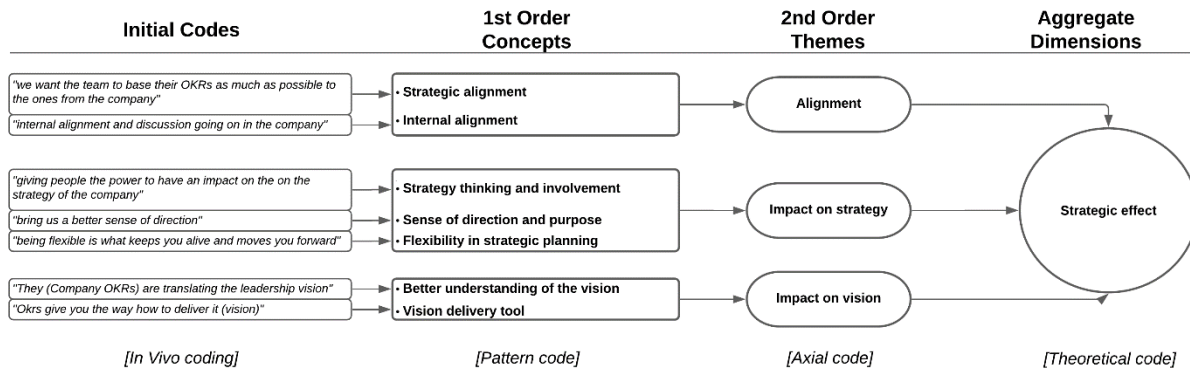 Initial Codes
1st Order
Concepts
2nd Order
Themes
Aggregate
Dimensions
"we want the team to base their OKRs as much as possible to
the ones from the company"
"internal alignment and discussion going on in the company"
• Strategic alignment
• Internal alignment
Alignment
"giving people the power to have an impact on the on the
strategy of the company"
"bring us a better sense of direction"
"being flexible is what keeps you alive and moves you forward"
• Strategy thinking and involvement
• Sense of direction and purpose
• Flexibility in strategic planning
Impact on strategy
Strategic effect
"They (Company OKRs) are translating the leadership vision"
"Okrs give you the way how to deliver it (vision)"
• Better understanding of the vision
• Vision delivery tool
Impact on vision
[In Vivo coding]
[Pattern code]
[Axial code]
[Theoretical code]